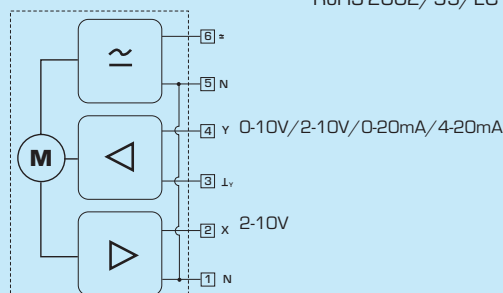 RoHS 2002/95/EC
≃ 6 ≃
5 N
4 Y 0-10V/2-10V/0-20mA/4-20mA
M
3 ⊥Y
2 X 2-10V
1 N